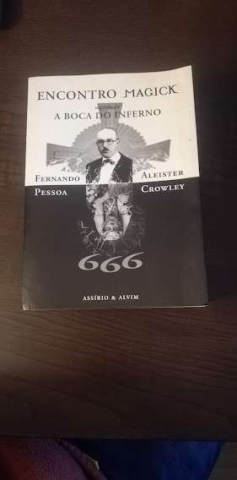 ENCONTRO MAGICK
A BOCA DO INFERNO
FERNANDO
PESSOA
ALEISTER
CROWLEY
666
ASSÍRIO & ALVIM